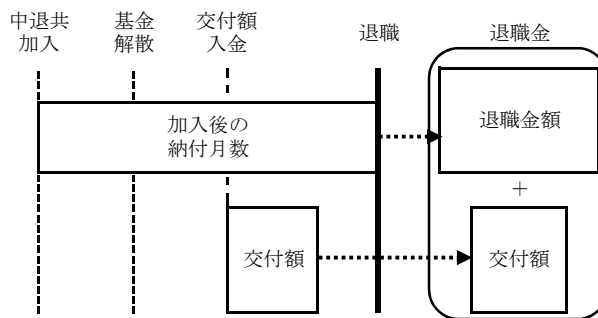 中退共
加入
基金
解散
交付額
入金
退職
退職金
加入後の
納付月数
退職金額
+
交付額
交付額